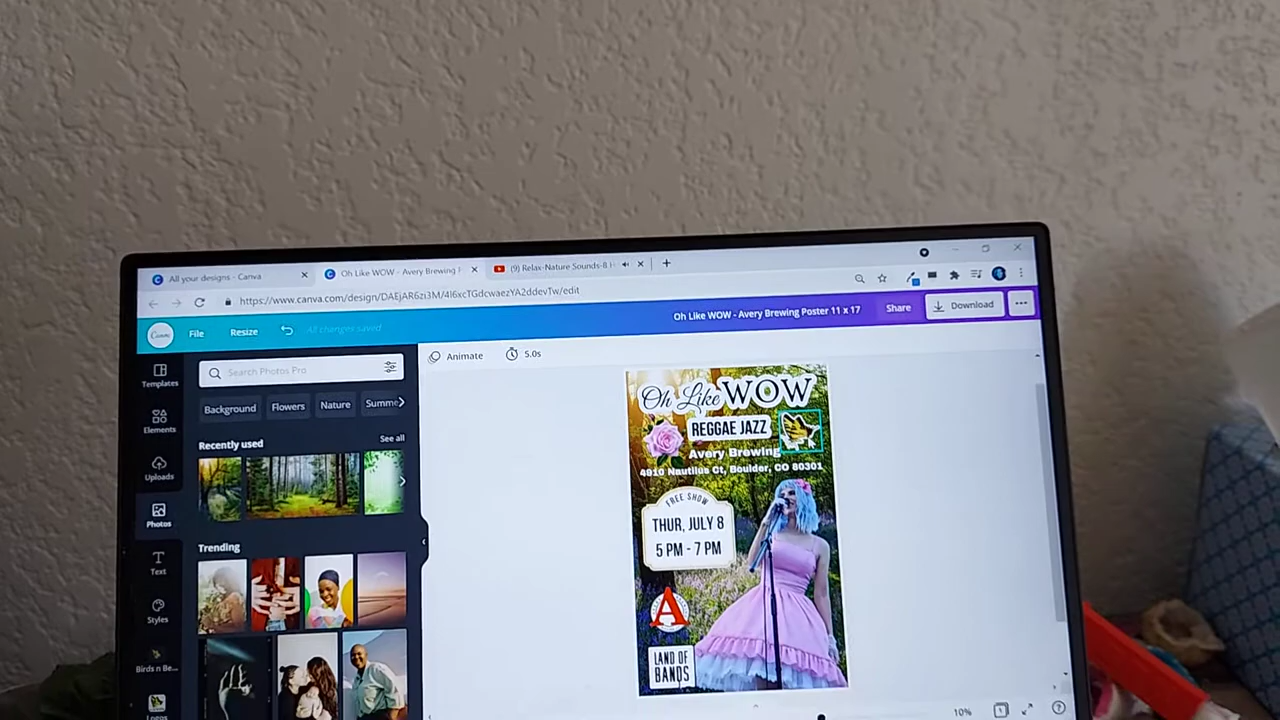 All your designs - Canva
Oh Like WOW - Avery Brewing
(9) Relax-Nature Sounds-8
https://www.canva.com/design/
/edit
Canva
File
Resize
All changes saved
Oh Like WOW - Avery Brewing Poster 11 x 17
Share
Download
Templates
Elements
Uploads
Photos
Text
Styles
Birds n Be...
Logos
Search Photos Pro
Background
Flowers
Nature
Summe
Recently used
See all
Trending
Animate
5.0s
Oh Like WOW
REGGAE JAZZ
Avery Brewing
4910 Nautilus Ct, Boulder, CO 80301
FREE SHOW
THUR, JULY 8
5 PM - 7 PM
A
LAND OF
BANDS
10%